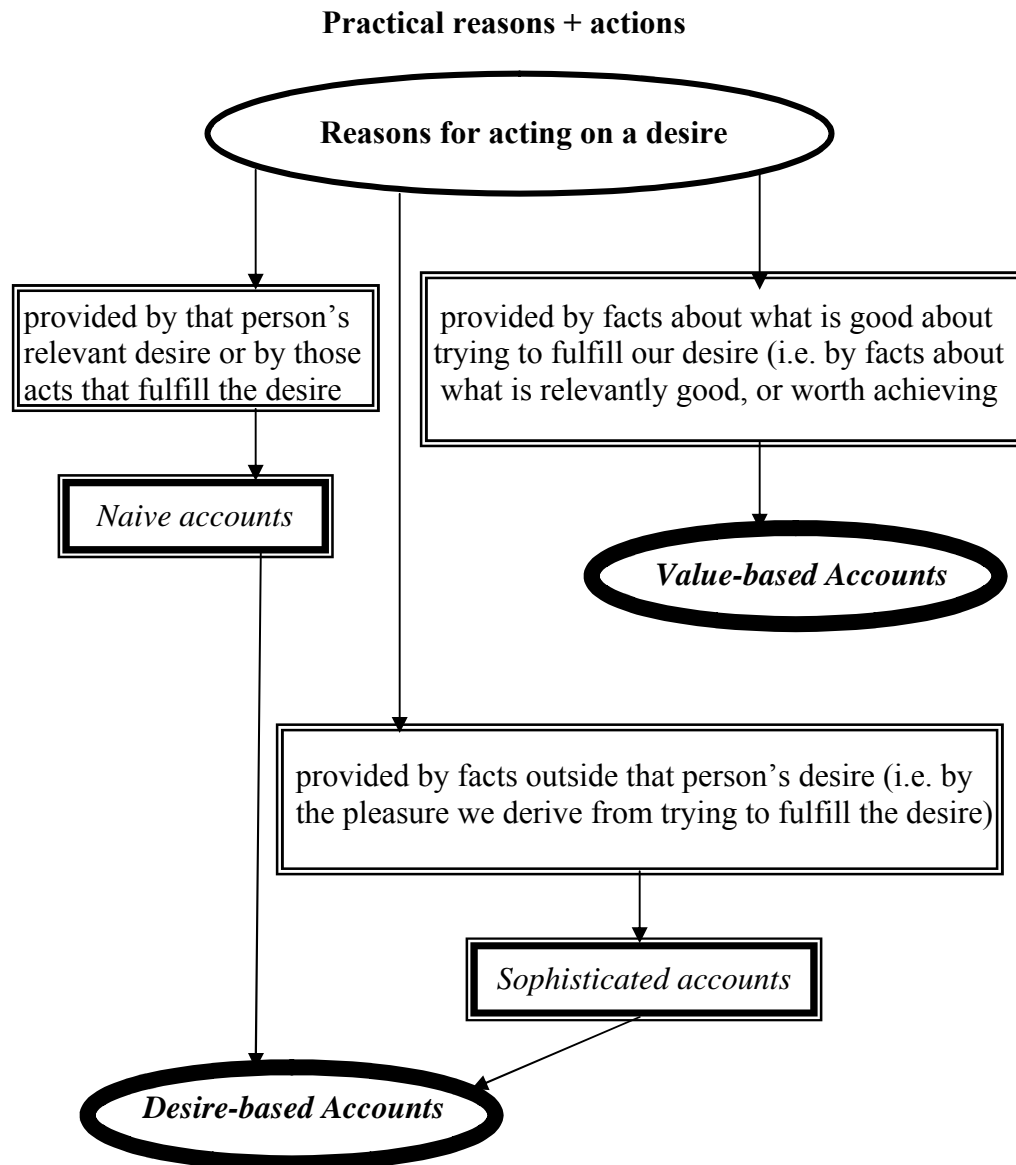 Practical reasons + actions
Reasons for acting on a desire
provided by that person’s
relevant desire or by those
acts that fulfill the desire
provided by facts about what is good about
trying to fulfill our desire (i.e. by facts about
what is relevantly good, or worth achieving
Naive accounts
Value-based Accounts
provided by facts outside that person’s desire (i.e. by
the pleasure we derive from trying to fulfill the desire)
Sophisticated accounts
Desire-based Accounts